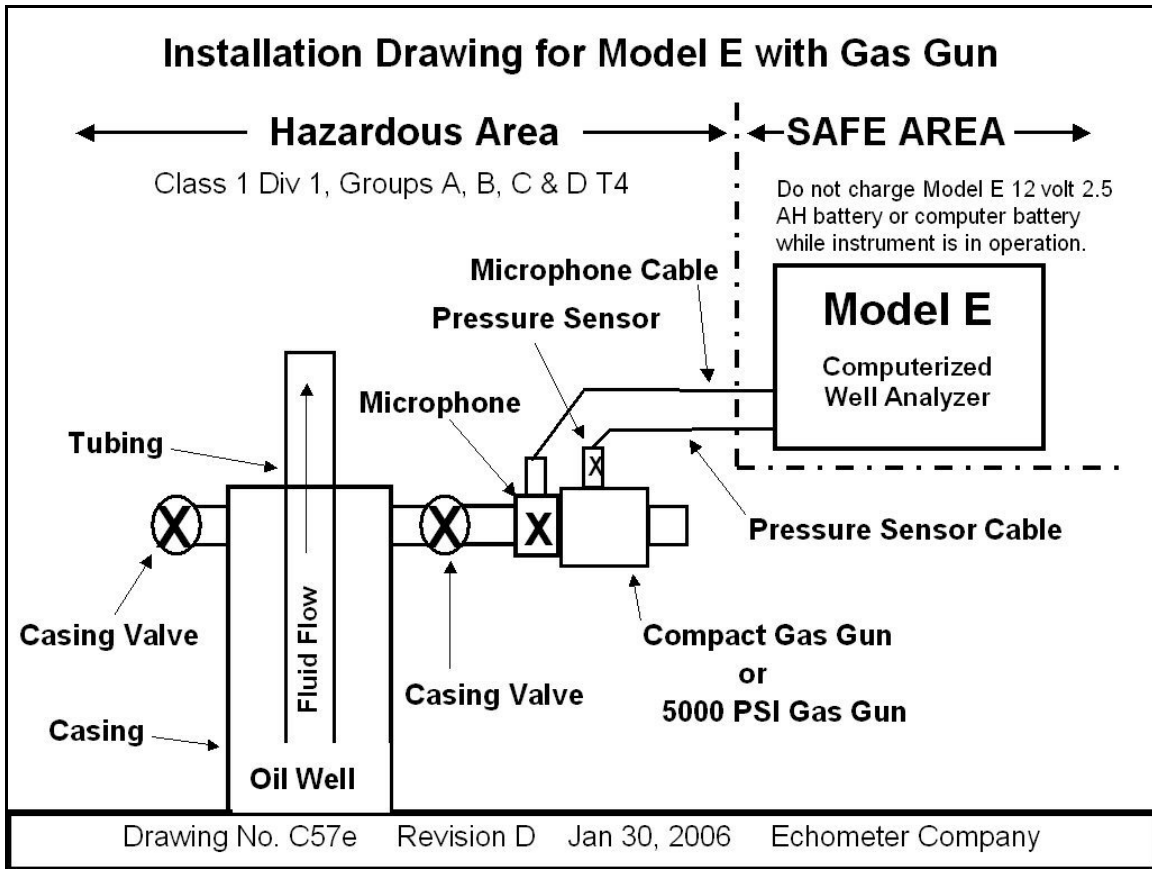 Installation Drawing for Model E with Gas Gun
Hazardous Area
SAFE AREA
Class 1 Div 1, Groups A, B, C & D T4
Do not charge Model E 12 volt 2.5
AH battery or computer battery
while instrument is in operation.
Microphone Cable
Pressure Sensor
Model E
Computerized
Well Analyzer
Microphone
Tubing
X
X
X
X
Pressure Sensor Cable
Fluid Flow
Casing Valve
Compact Gas Gun
or
5000 PSI Gas Gun
Casing Valve
Casing
Oil Well
Drawing No. C57e Revision D Jan 30, 2006 Echometer Company